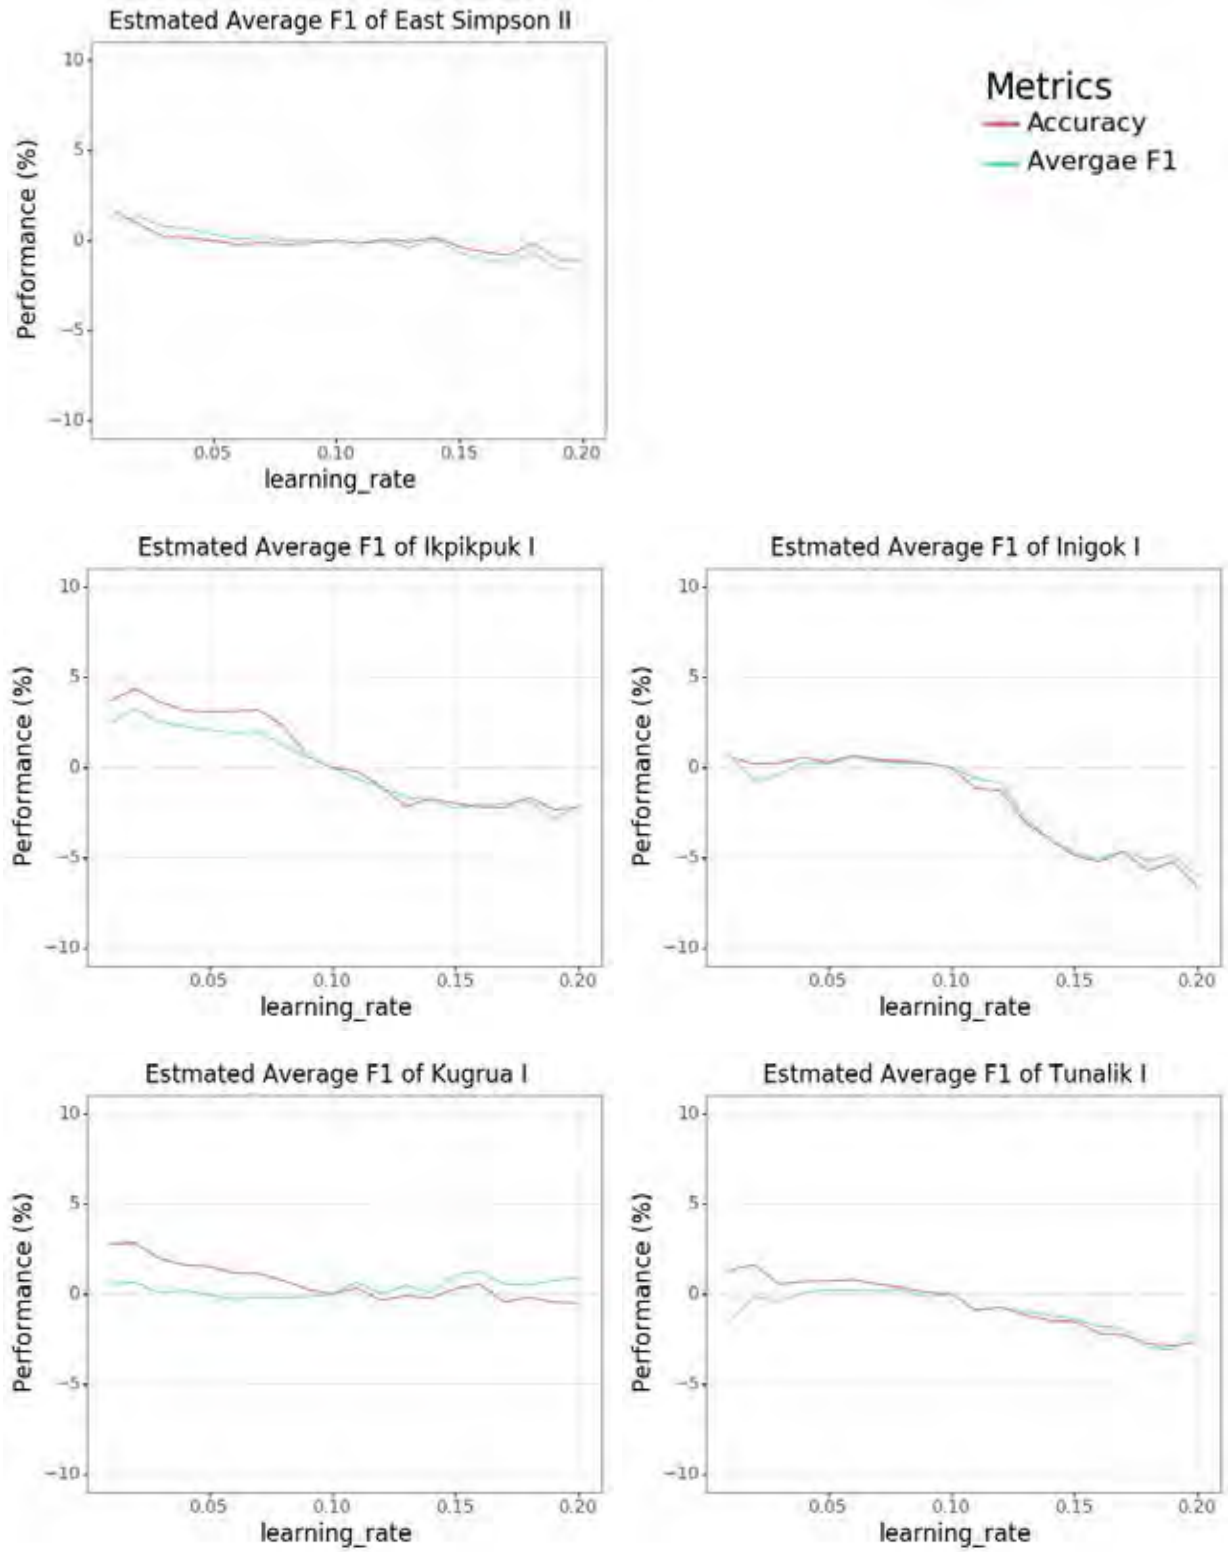 Estmated Average F1 of East Simpson II
10
5
0
−5
−10
Performance (%)
0.05 0.10 0.15 0.20
learning_rate
Metrics
Accuracy
Avergae F1
Estmated Average F1 of Ikpikpuk I
10
5
0
−5
−10
Performance (%)
0.05 0.10 0.15 0.20
learning_rate
Estmated Average F1 of Inigok I
10
5
0
−5
−10
Performance (%)
0.05 0.10 0.15 0.20
learning_rate
Estmated Average F1 of Kugrua I
10
5
0
−5
−10
Performance (%)
0.05 0.10 0.15 0.20
learning_rate
Estmated Average F1 of Tunalik I
10
5
0
−5
−10
Performance (%)
0.05 0.10 0.15 0.20
learning_rate